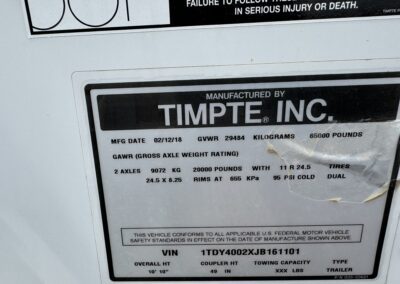 FAILURE TO FOLLOW THESE
IN SERIOUS INJURY OR DEATH.
TIMPTE
MANUFACTURED BY
TIMPTE® INC.
MFG DATE 02/12/18 GVWR 29484 KILOGRAMS 65000 POUNDS
GAWR (GROSS AXLE WEIGHT RATING)
2 AXLES 9072 KG 20000 POUNDS WITH 11 R 24.5 TIRES
24.5 X 8.25 RIMS AT 655 KPa 95 PSI COLD DUAL
THIS VEHICLE CONFORMS TO ALL APPLICABLE U.S. FEDERAL MOTOR VEHICLE
SAFETY STANDARDS IN EFFECT ON THE DATE OF MANUFACTURE SHOWN ABOVE.
VIN 1TDY4002XJB161101
OVERALL HT COUPLER HT TOWING CAPACITY TYPE
10' 10" 49 IN XXX LBS TRAILER